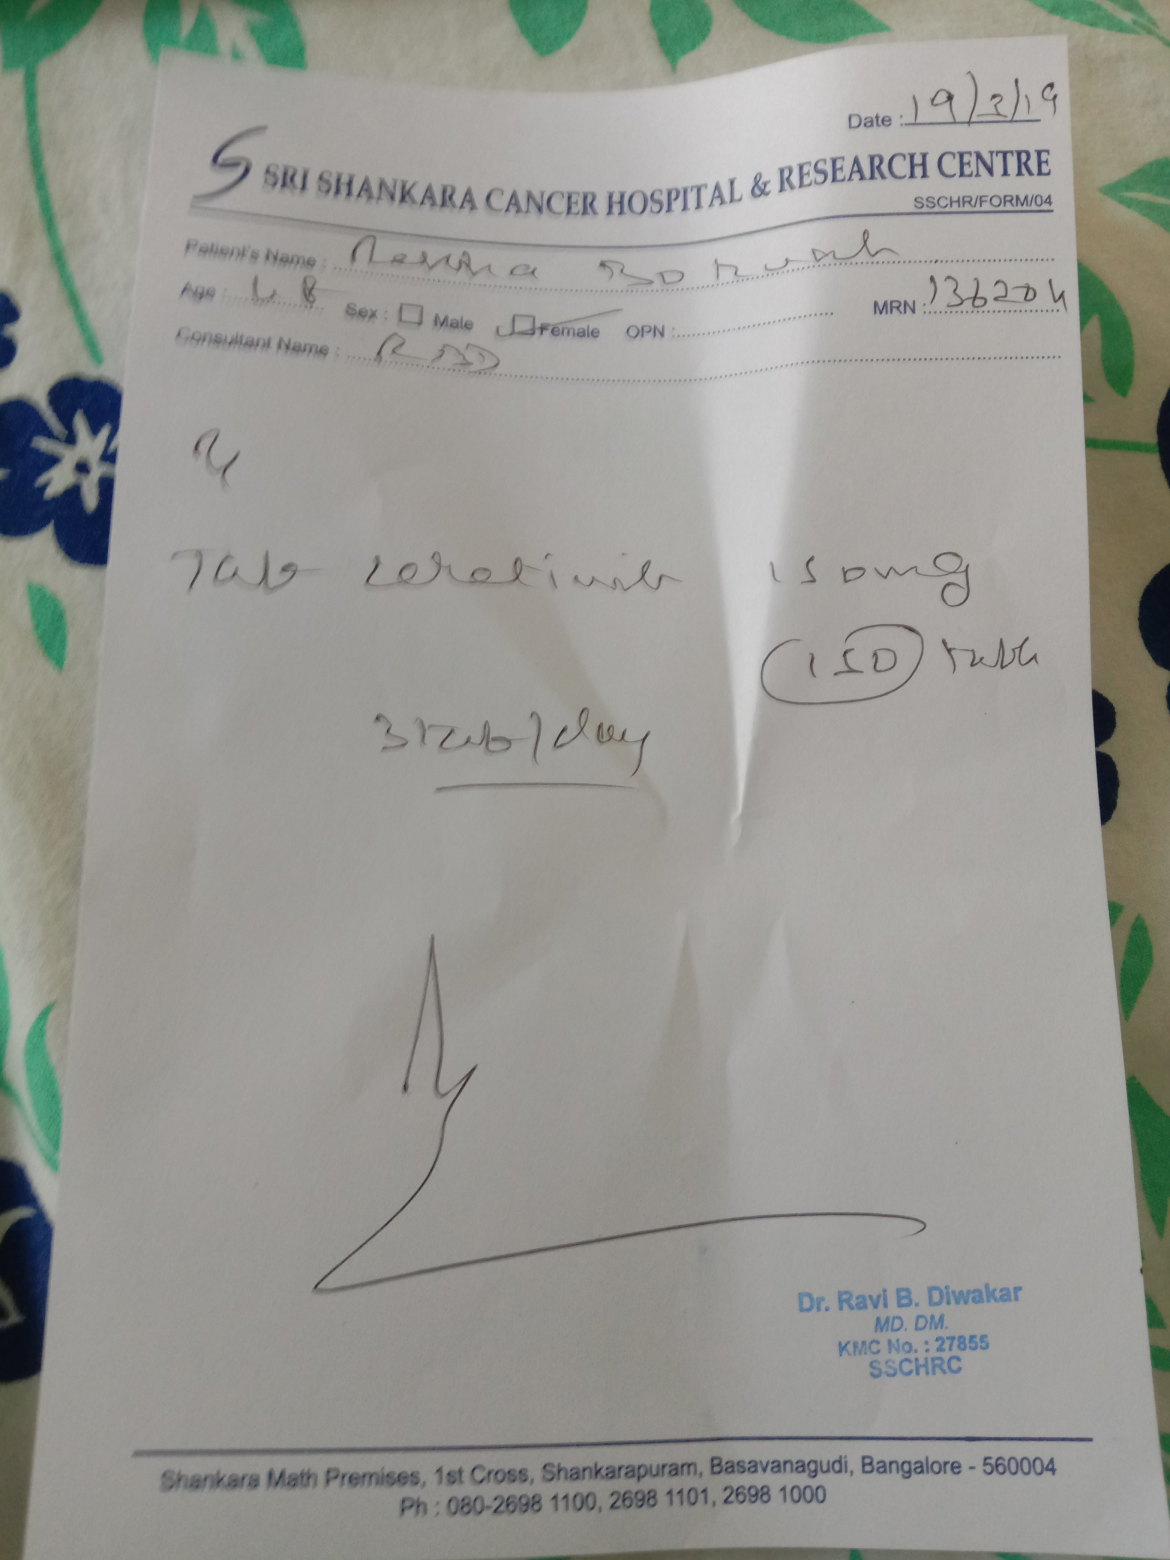 Date : 19/3/19
S SRI SHANKARA CANCER HOSPITAL & RESEARCH CENTRE
SSCHR/FORM/04
Patient's Name :
Age : 48 Sex : Male Female OPN : MRN : 136204
Consultant Name : RBD
Rx
Tab 150mg
150 tabs
3 tab/day
Dr. Ravi B. Diwakar
MD. DM.
KMC No. : 27855
SSCHRC
Shankara Math Premises, 1st Cross, Shankarapuram, Basavanagudi, Bangalore - 560004
Ph : 080-2698 1100, 2698 1101, 2698 1000